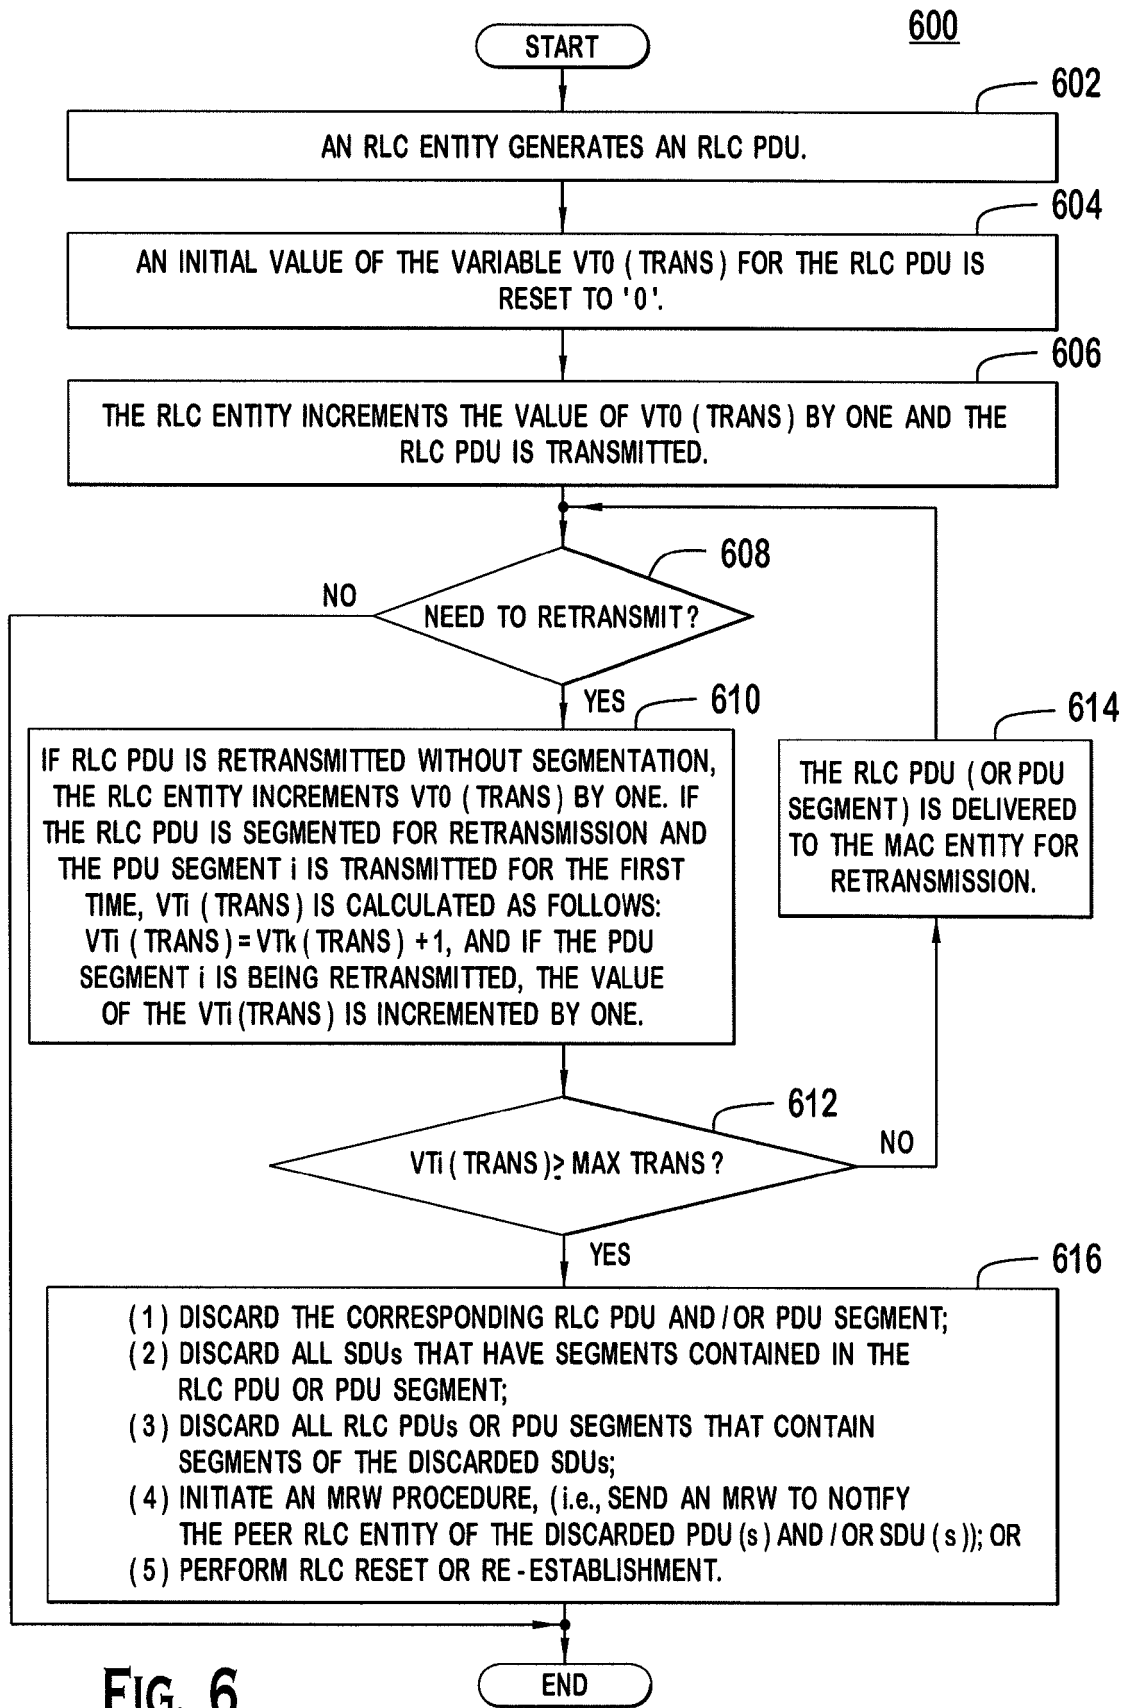 600
START
602
AN RLC ENTITY GENERATES AN RLC PDU.
604
AN INITIAL VALUE OF THE VARIABLE VT0 (TRANS) FOR THE RLC PDU IS
RESET TO '0'.
606
THE RLC ENTITY INCREMENTS THE VALUE OF VT0 (TRANS) BY ONE AND THE
RLC PDU IS TRANSMITTED.
608
NO
NEED TO RETRANSMIT?
YES
610
IF RLC PDU IS RETRANSMITTED WITHOUT SEGMENTATION,
THE RLC ENTITY INCREMENTS VT0 (TRANS) BY ONE. IF
THE RLC PDU IS SEGMENTED FOR RETRANSMISSION AND
THE PDU SEGMENT i IS TRANSMITTED FOR THE FIRST
TIME, VTi (TRANS) IS CALCULATED AS FOLLOWS:
VTi (TRANS)=VTk (TRANS) +1, AND IF THE PDU
SEGMENT i IS BEING RETRANSMITTED, THE VALUE
OF THE VTi (TRANS) IS INCREMENTED BY ONE.
614
THE RLC PDU (OR PDU
SEGMENT) IS DELIVERED
TO THE MAC ENTITY FOR
RETRANSMISSION.
612
VTi (TRANS) ≥ MAX TRANS?
NO
YES
616
(1) DISCARD THE CORRESPONDING RLC PDU AND/OR PDU SEGMENT;
(2) DISCARD ALL SDUs THAT HAVE SEGMENTS CONTAINED IN THE
RLC PDU OR PDU SEGMENT;
(3) DISCARD ALL RLC PDUs OR PDU SEGMENTS THAT CONTAIN
SEGMENTS OF THE DISCARDED SDUs;
(4) INITIATE AN MRW PROCEDURE, (i.e., SEND AN MRW TO NOTIFY
THE PEER RLC ENTITY OF THE DISCARDED PDU(s) AND/OR SDU(s)); OR
(5) PERFORM RLC RESET OR RE-ESTABLISHMENT.
END
FIG. 6